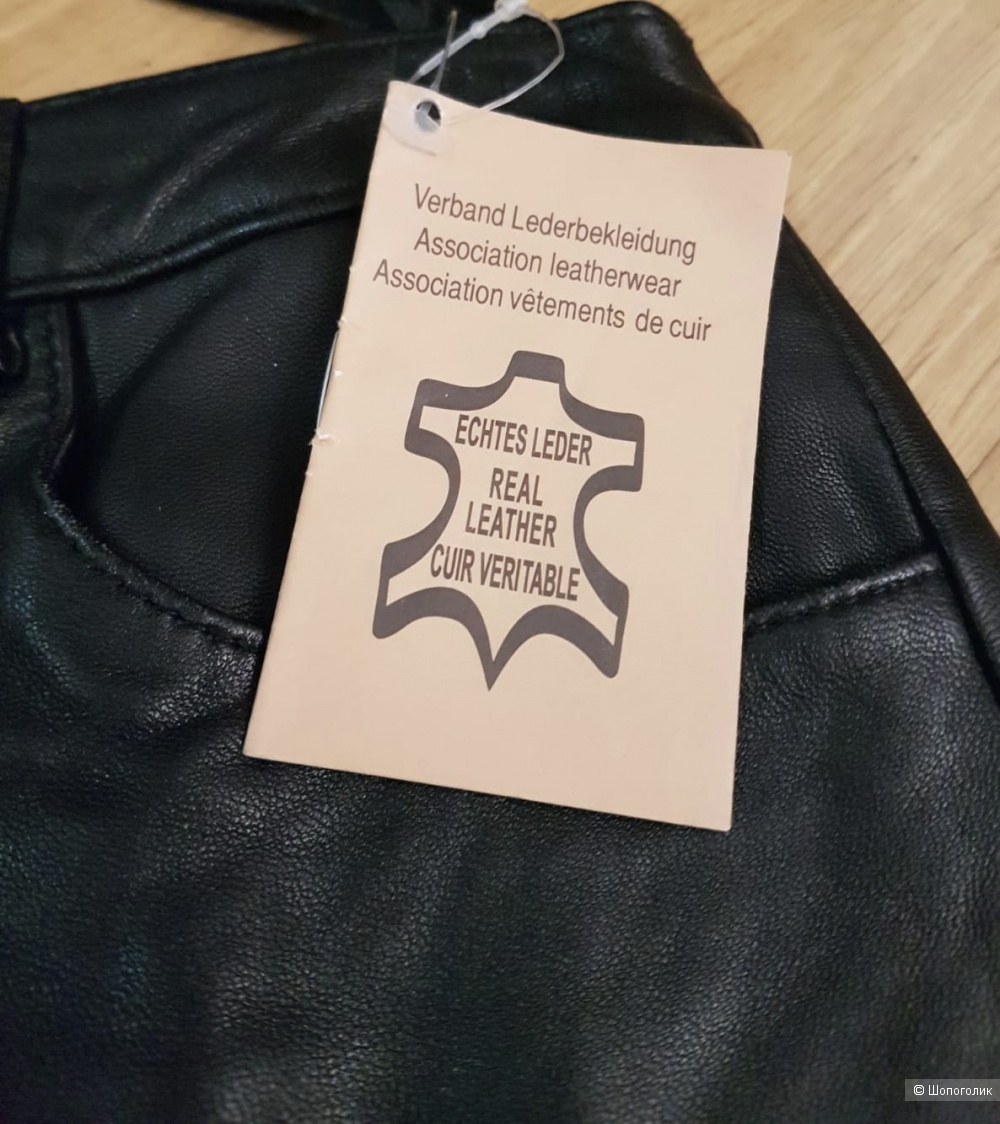 Verband Lederbekleidung
Association leatherwear
Association vêtements de cuir
ECHTES LEDER
REAL
LEATHER
CUIR VERITABLE
© Шопоголик